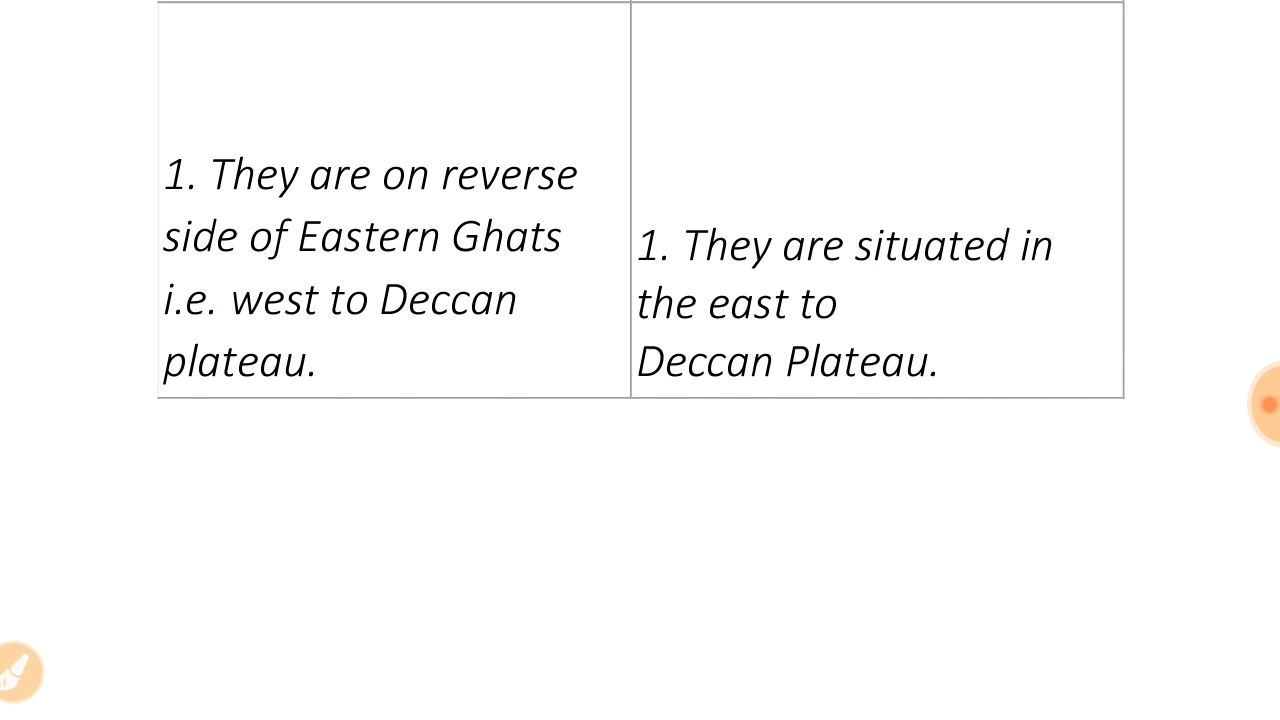 1. They are on reverse
side of Eastern Ghats
i.e. west to Deccan
plateau.
1. They are situated in
the east to
Deccan Plateau.